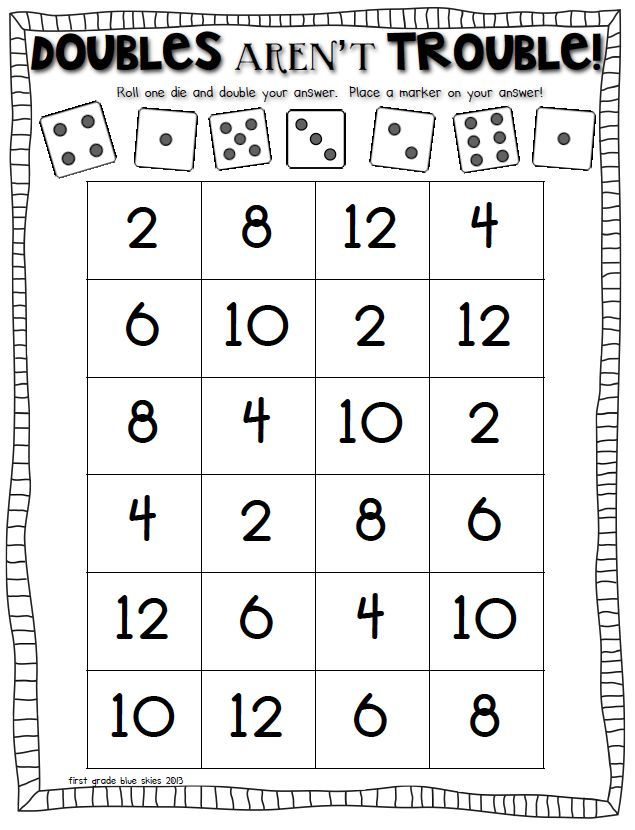 DOUBLES AREN'T TROUBLE!
Roll one die and double your answer. Place a marker on your answer!
2 8 12 4
6 10 2 12
8 4 10 2
4 2 8 6
12 6 4 10
10 12 6 8
first grade blue skies 2013